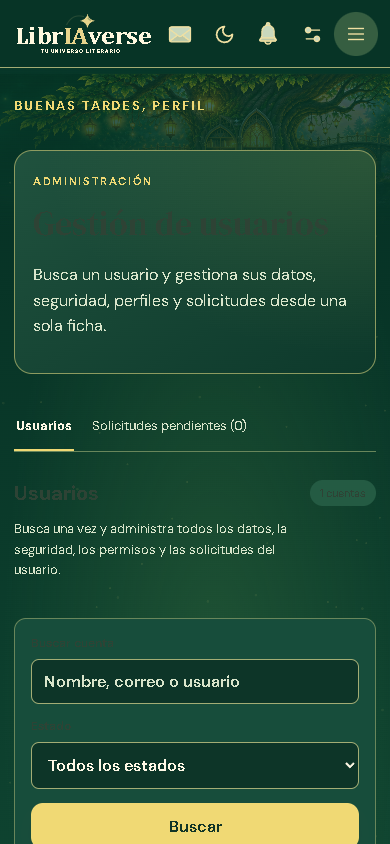 LibrIAverse
TU UNIVERSO LITERARIO
BUENAS TARDES, PERFIL
ADMINISTRACIÓN
Gestión de usuarios
Busca un usuario y gestiona sus datos,
seguridad, perfiles y solicitudes desde una
sola ficha.
Usuarios Solicitudes pendientes (0)
Usuarios 1 cuentas
Busca una vez y administra todos los datos, la
seguridad, los permisos y las solicitudes del
usuario.
Nombre, correo o usuario
Todos los estados
Buscar